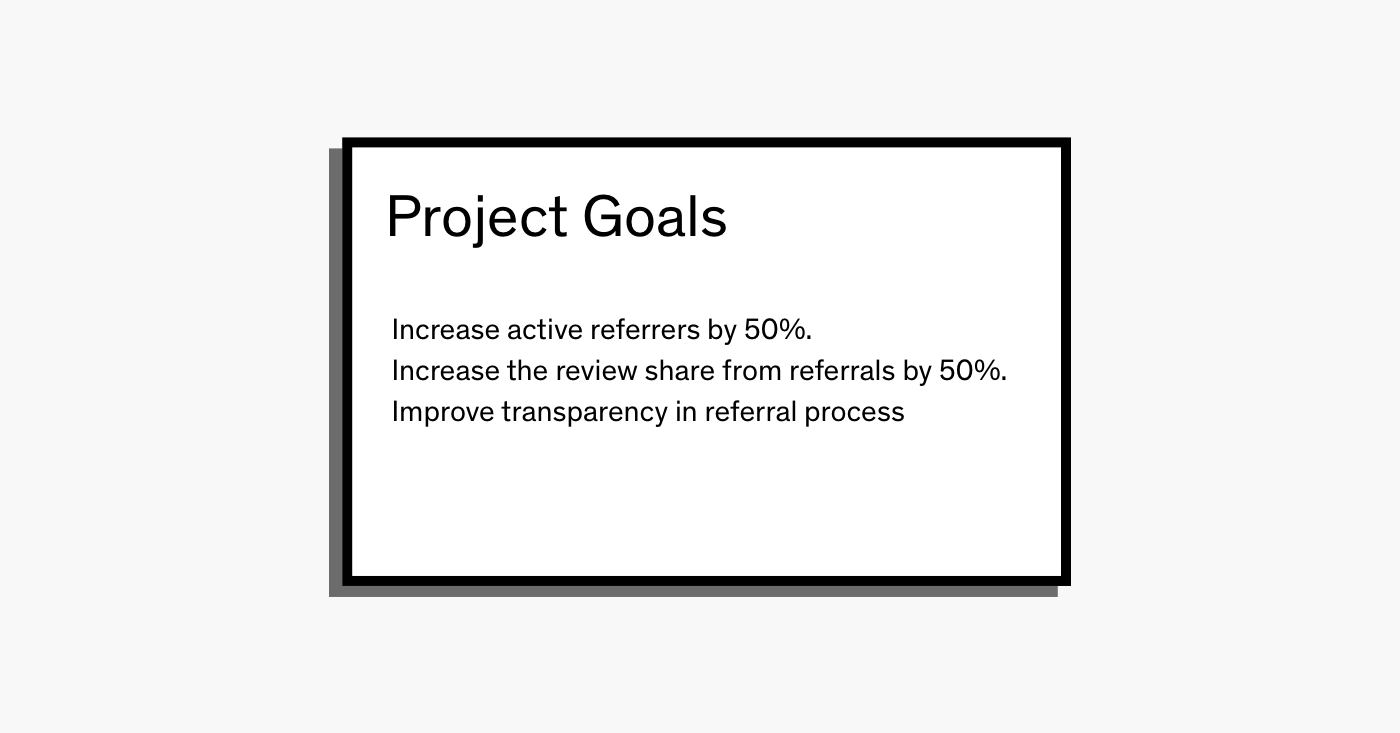 Project Goals
Increase active referrers by 50%.
Increase the review share from referrals by 50%.
Improve transparency in referral process